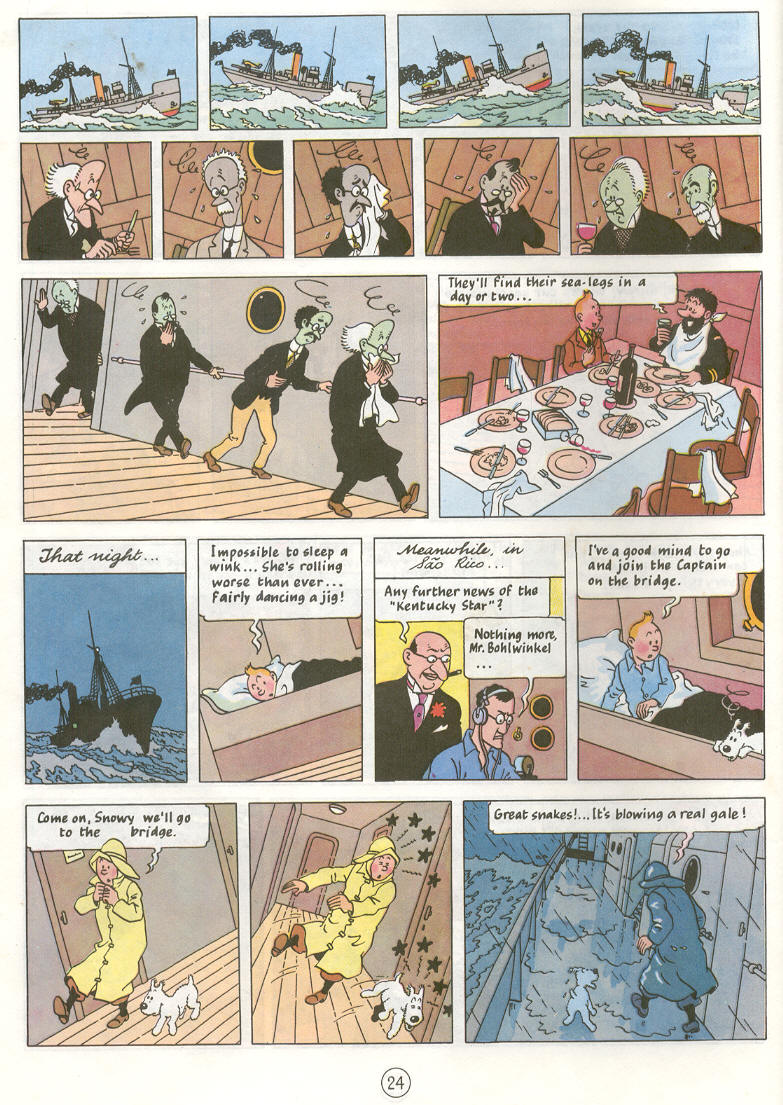 They'll find their sea-legs in a
day or two...
That night...
Impossible to sleep a
wink... She's rolling
worse than ever...
Fairly dancing a jig!
Meanwhile, in
São Rico...
Any further news of the
"Kentucky Star"?
Nothing more,
Mr. Bohlwinkel
...
I've a good mind to go
and join the Captain
on the bridge.
Come on, Snowy we'll go
to the bridge.
Great snakes!...It's blowing a real gale!
24